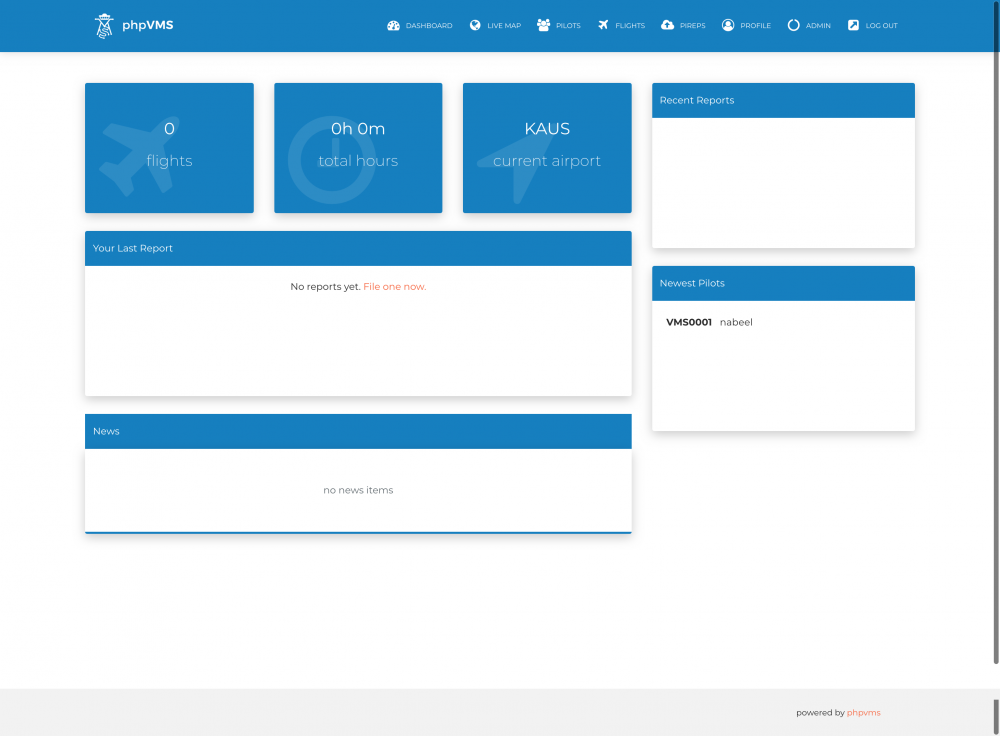 phpVMS
DASHBOARD LIVE MAP PILOTS FLIGHTS PIREPS PROFILE ADMIN LOG OUT
0
flights
0h 0m
total hours
KAUS
current airport
Recent Reports
Your Last Report
No reports yet. File one now.
Newest Pilots
VMS0001 nabeel
News
no news items
powered by phpvms